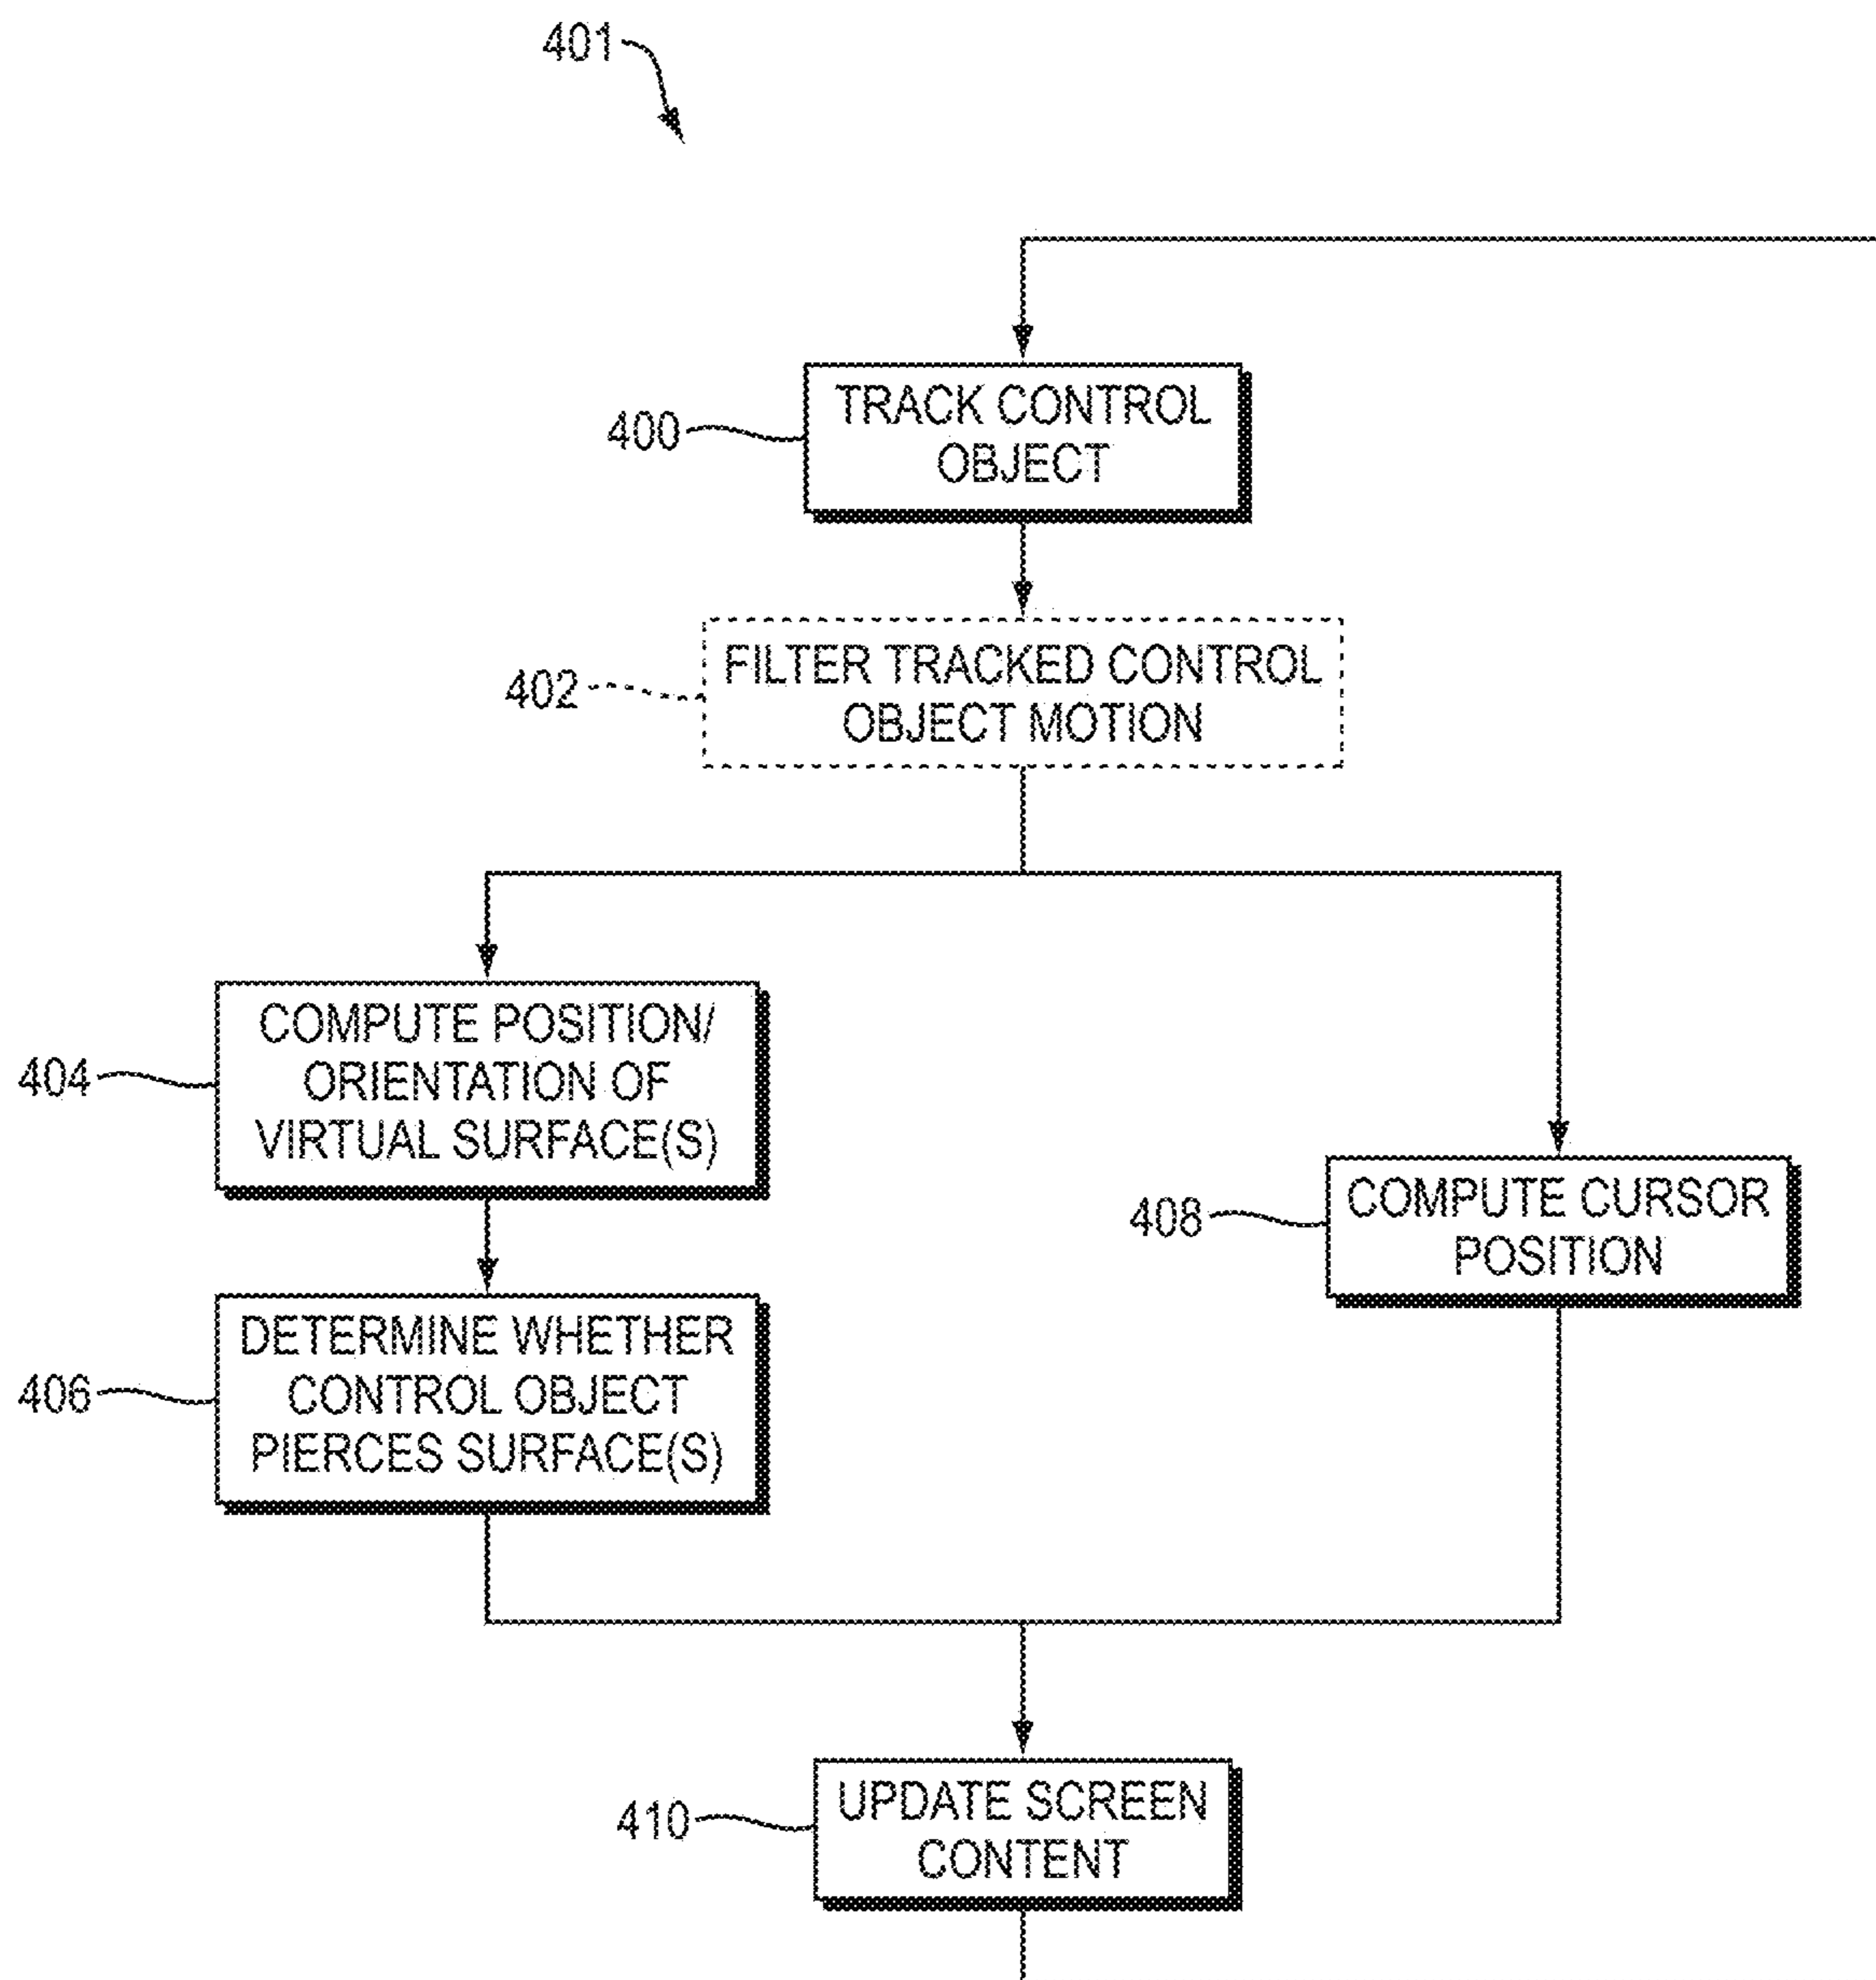 401
400
TRACK CONTROL
OBJECT
402
FILTER TRACKED CONTROL
OBJECT MOTION
404
COMPUTE POSITION/
ORIENTATION OF
VIRTUAL SURFACE(S)
408
COMPUTE CURSOR
POSITION
406
DETERMINE WHETHER
CONTROL OBJECT
PIERCES SURFACE(S)
410
UPDATE SCREEN
CONTENT